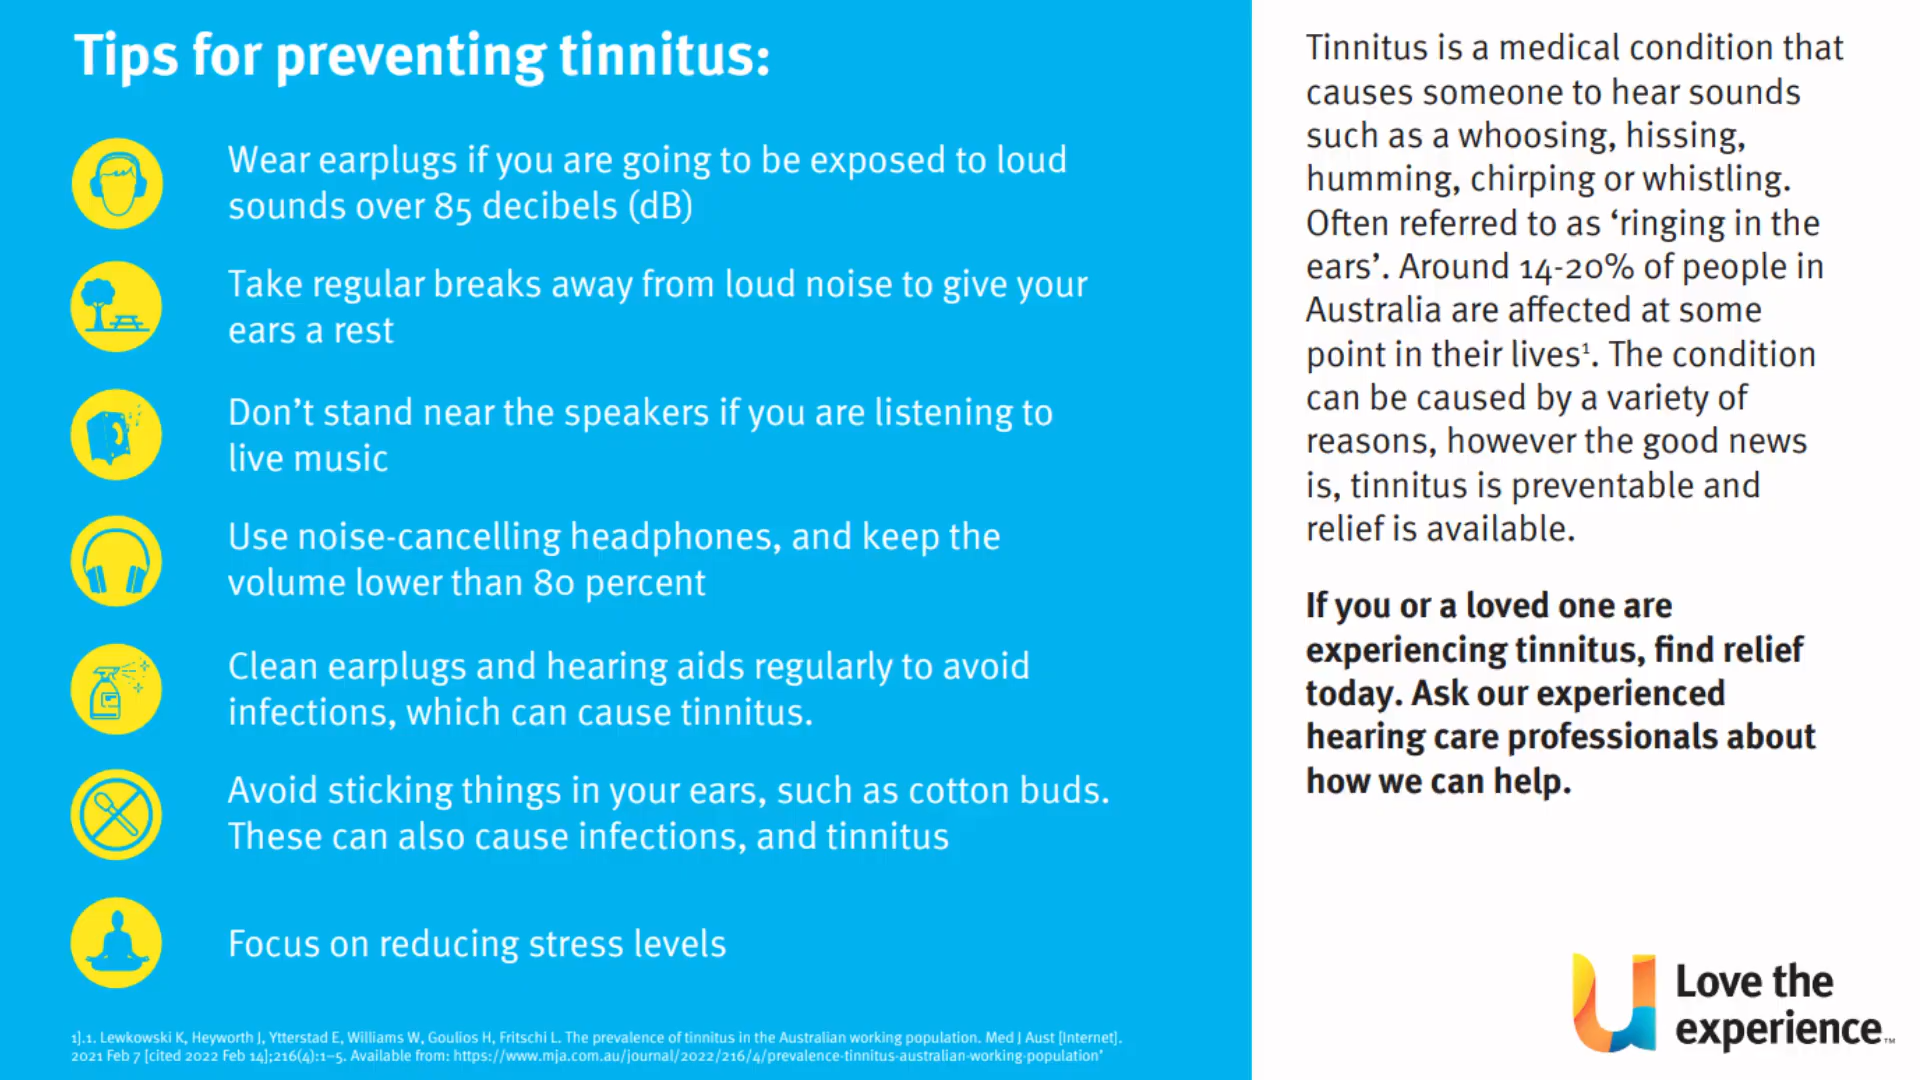 Tips for preventing tinnitus:
Wear earplugs if you are going to be exposed to loud
sounds over 85 decibels (dB)
Take regular breaks away from loud noise to give your
ears a rest
Don’t stand near the speakers if you are listening to
live music
Use noise-cancelling headphones, and keep the
volume lower than 80 percent
Clean earplugs and hearing aids regularly to avoid
infections, which can cause tinnitus.
Avoid sticking things in your ears, such as cotton buds.
These can also cause infections, and tinnitus
Focus on reducing stress levels
1].1. Lewkowski K, Heyworth J, Ytterstad E, Williams W, Goulios H, Fritschi L. The prevalence of tinnitus in the Australian working population. Med J Aust [Internet].
2021 Feb 7 [cited 2022 Feb 14];216(4):1–5. Available from: https://www.mja.com.au/journal/2022/216/4/prevalence-tinnitus-australian-working-population’
Tinnitus is a medical condition that
causes someone to hear sounds
such as a whoosing, hissing,
humming, chirping or whistling.
Often referred to as ‘ringing in the
ears’. Around 14-20% of people in
Australia are affected at some
point in their lives¹. The condition
can be caused by a variety of
reasons, however the good news
is, tinnitus is preventable and
relief is available.
If you or a loved one are
experiencing tinnitus, find relief
today. Ask our experienced
hearing care professionals about
how we can help.
U
Love the
experience™